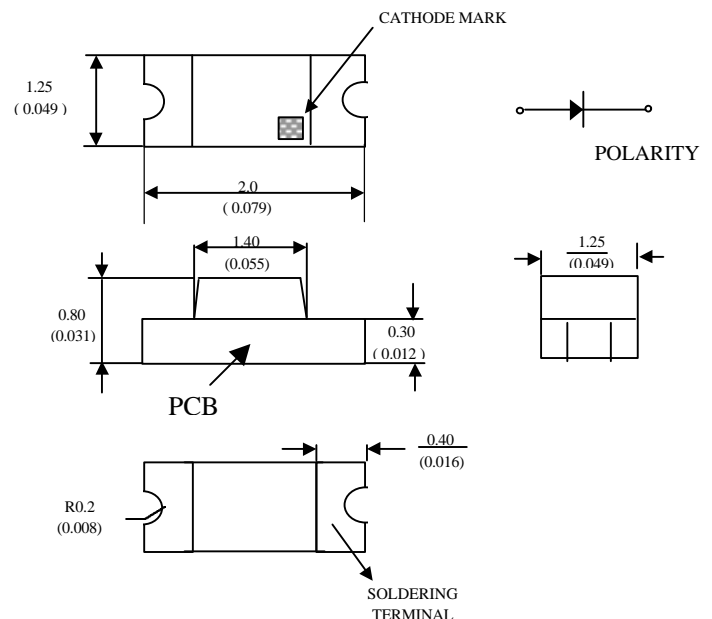 CATHODE MARK
1.25
( 0.049 )
POLARITY
2.0
( 0.079)
1.40
(0.055)
1.25
(0.049)
0.80
(0.031)
0.30
( 0.012 )
PCB
0.40
(0.016)
R0.2
(0.008)
SOLDERING
TERMINAL